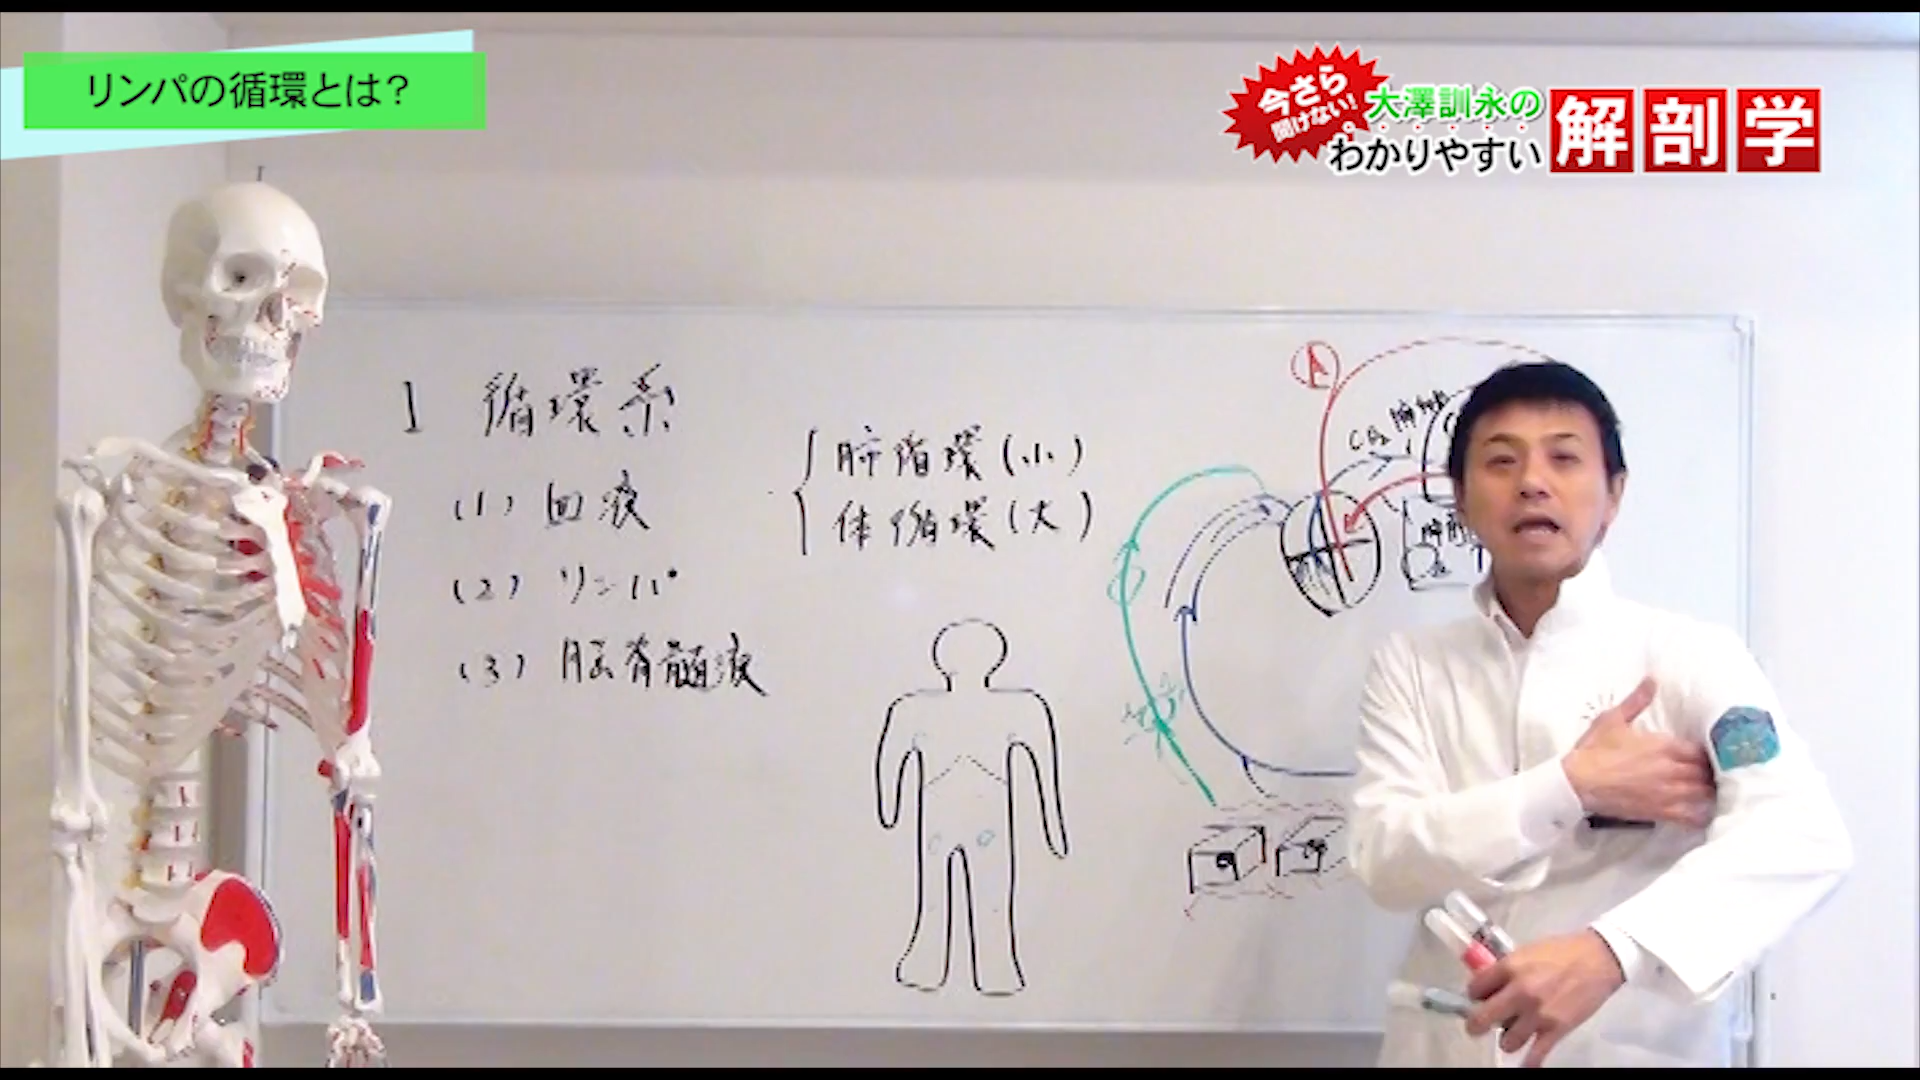 リンパの循環とは？
今さら
聞けない！
大澤訓永の
わかりやすい
解剖学
1 循環系
(1) 血液
(2) リンパ
(3) 脳脊髄液
肺循環(小)
体循環(大)
A
CO₂